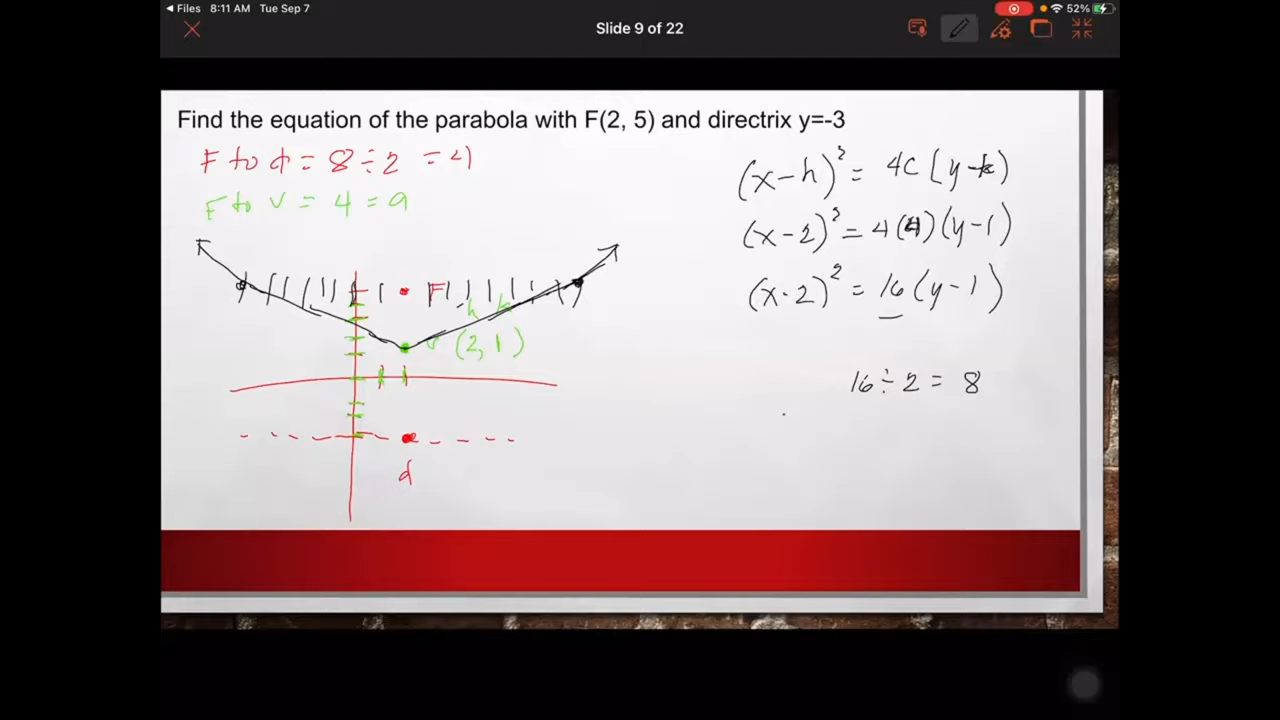 Files 8:11 AM Tue Sep 7 52%
Slide 9 of 22
Find the equation of the parabola with F(2, 5) and directrix y=-3
F to d = 8 ÷ 2 = 4
F to V = 4 = a
(x-h)² = 4c(y-k)
(x-2)² = 4(4)(y-1)
(x-2)² = 16(y-1)
F
h k
V (2, 1)
16 ÷ 2 = 8
d